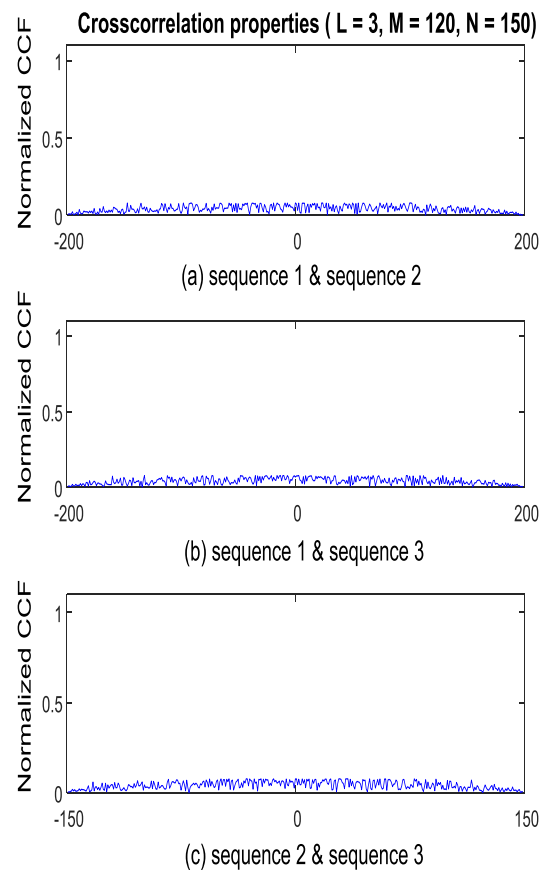 Crosscorrelation properties ( L = 3, M = 120, N = 150)
Normalized CCF
1
0.5
0
-200 0 200
(a) sequence 1 & sequence 2
Normalized CCF
1
0.5
0
-200 0 200
(b) sequence 1 & sequence 3
Normalized CCF
1
0.5
0
-150 0 150
(c) sequence 2 & sequence 3